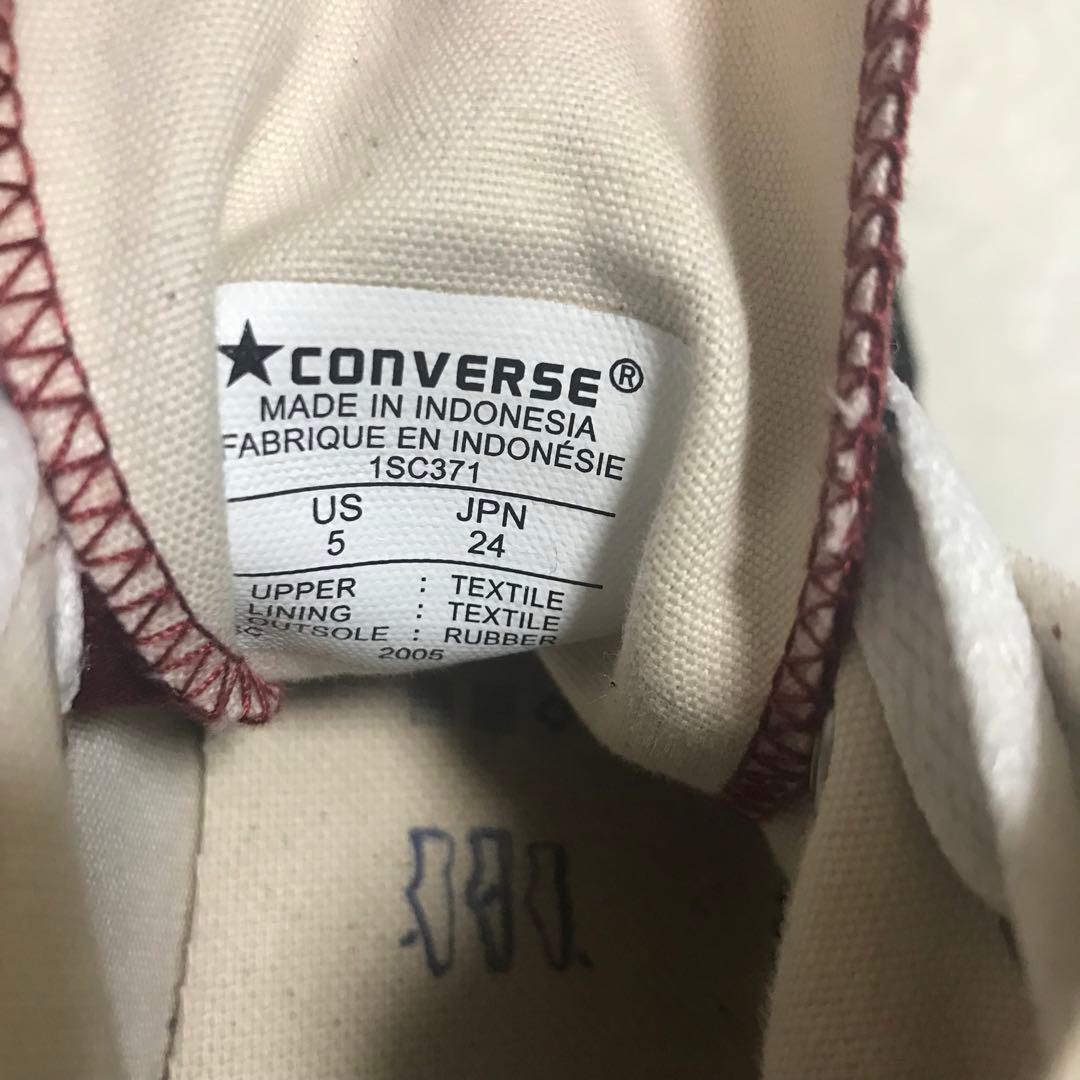 ★CONVERSE®
MADE IN INDONESIA
FABRIQUE EN INDONÉSIE
1SC371
US JPN
5 24
UPPER : TEXTILE
LINING : TEXTILE
OUTSOLE : RUBBER
2005